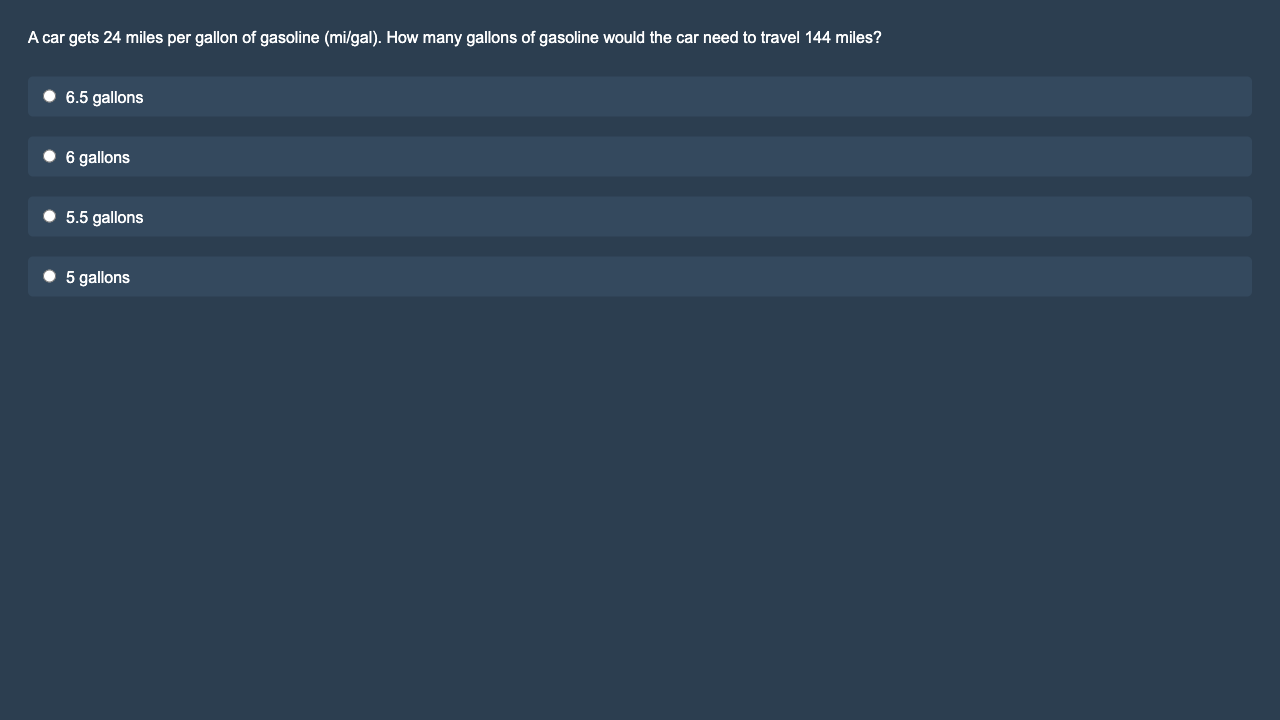 A car gets 24 miles per gallon of gasoline (mi/gal). How many gallons of gasoline would the car need to travel 144 miles?
6.5 gallons
6 gallons
5.5 gallons
5 gallons